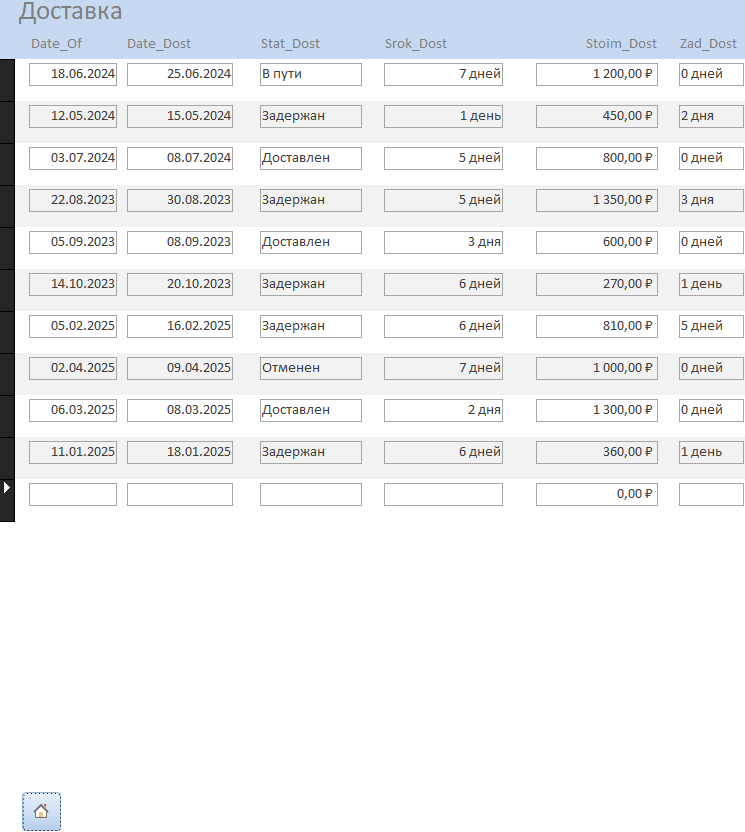 Доставка
Date_Of Date_Dost Stat_Dost Srok_Dost Stoim_Dost Zad_Dost
18.06.2024 25.06.2024 В пути 7 дней 1 200,00 ₽ 0 дней
12.05.2024 15.05.2024 Задержан 1 день 450,00 ₽ 2 дня
03.07.2024 08.07.2024 Доставлен 5 дней 800,00 ₽ 0 дней
22.08.2023 30.08.2023 Задержан 5 дней 1 350,00 ₽ 3 дня
05.09.2023 08.09.2023 Доставлен 3 дня 600,00 ₽ 0 дней
14.10.2023 20.10.2023 Задержан 6 дней 270,00 ₽ 1 день
05.02.2025 16.02.2025 Задержан 6 дней 810,00 ₽ 5 дней
02.04.2025 09.04.2025 Отменен 7 дней 1 000,00 ₽ 0 дней
06.03.2025 08.03.2025 Доставлен 2 дня 1 300,00 ₽ 0 дней
11.01.2025 18.01.2025 Задержан 6 дней 360,00 ₽ 1 день
0,00 ₽